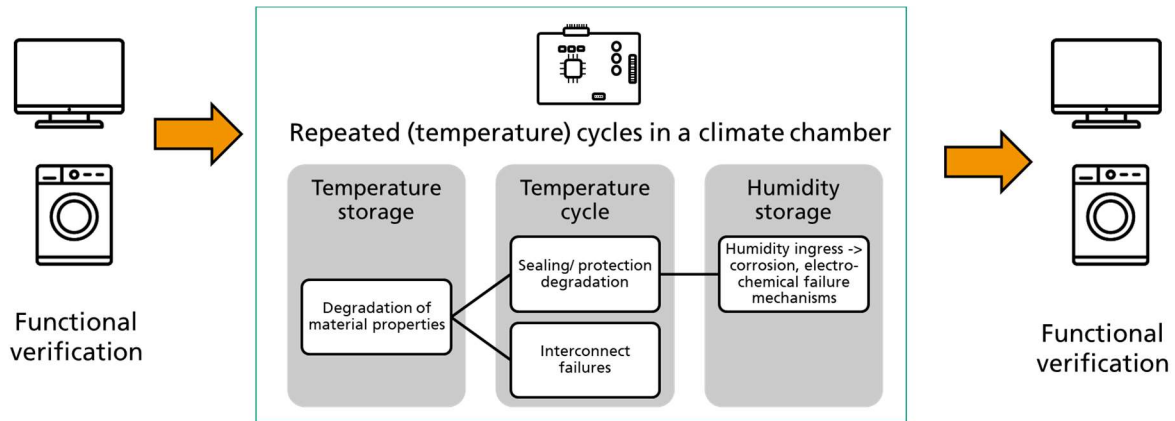 Functional
verification
Repeated (temperature) cycles in a climate chamber
Temperature
storage
Degradation of
material properties
Temperature
cycle
Sealing/ protection
degradation
Interconnect
failures
Humidity
storage
Humidity ingress ->
corrosion, electro-
chemical failure
mechanisms
Functional
verification